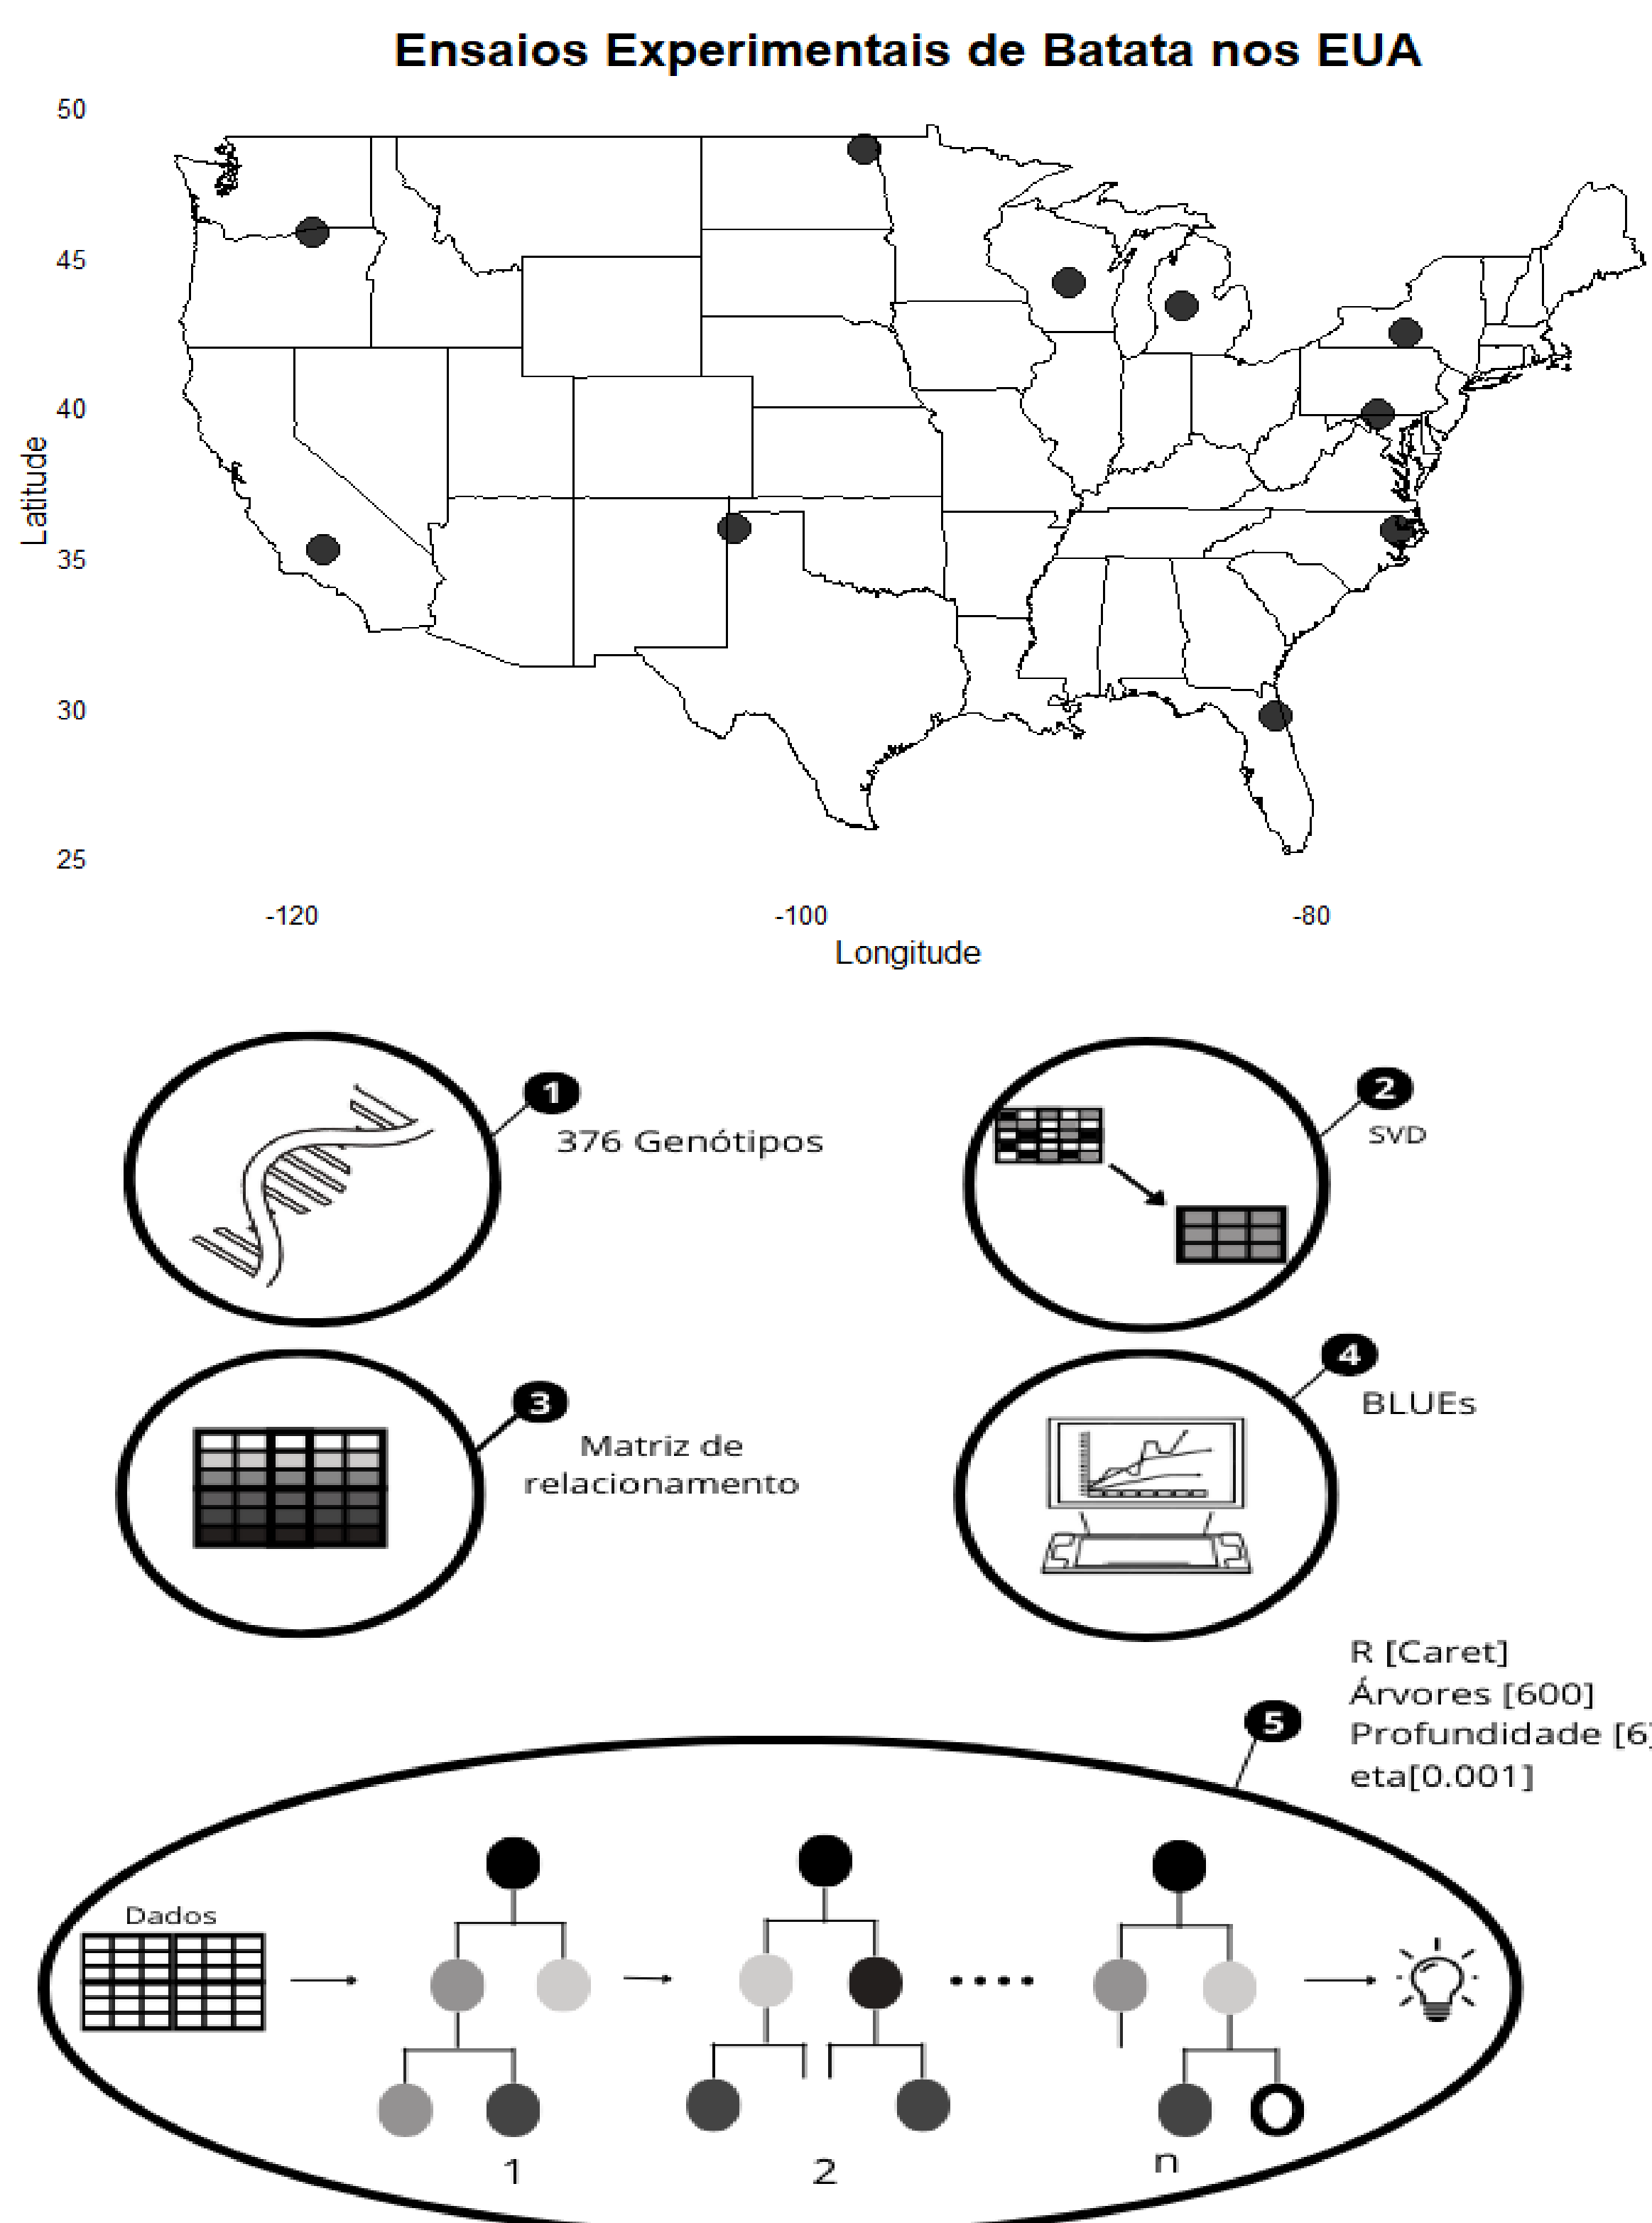 Ensaios Experimentais de Batata nos EUA
50
45
40
35
30
25
Latitude
-120
-100
-80
Longitude
1
376 Genótipos
2
SVD
3
Matriz de
relacionamento
4
BLUEs
5
R [Caret]
Árvores [600]
Profundidade [6]
eta[0.001]
Dados
1
2
n